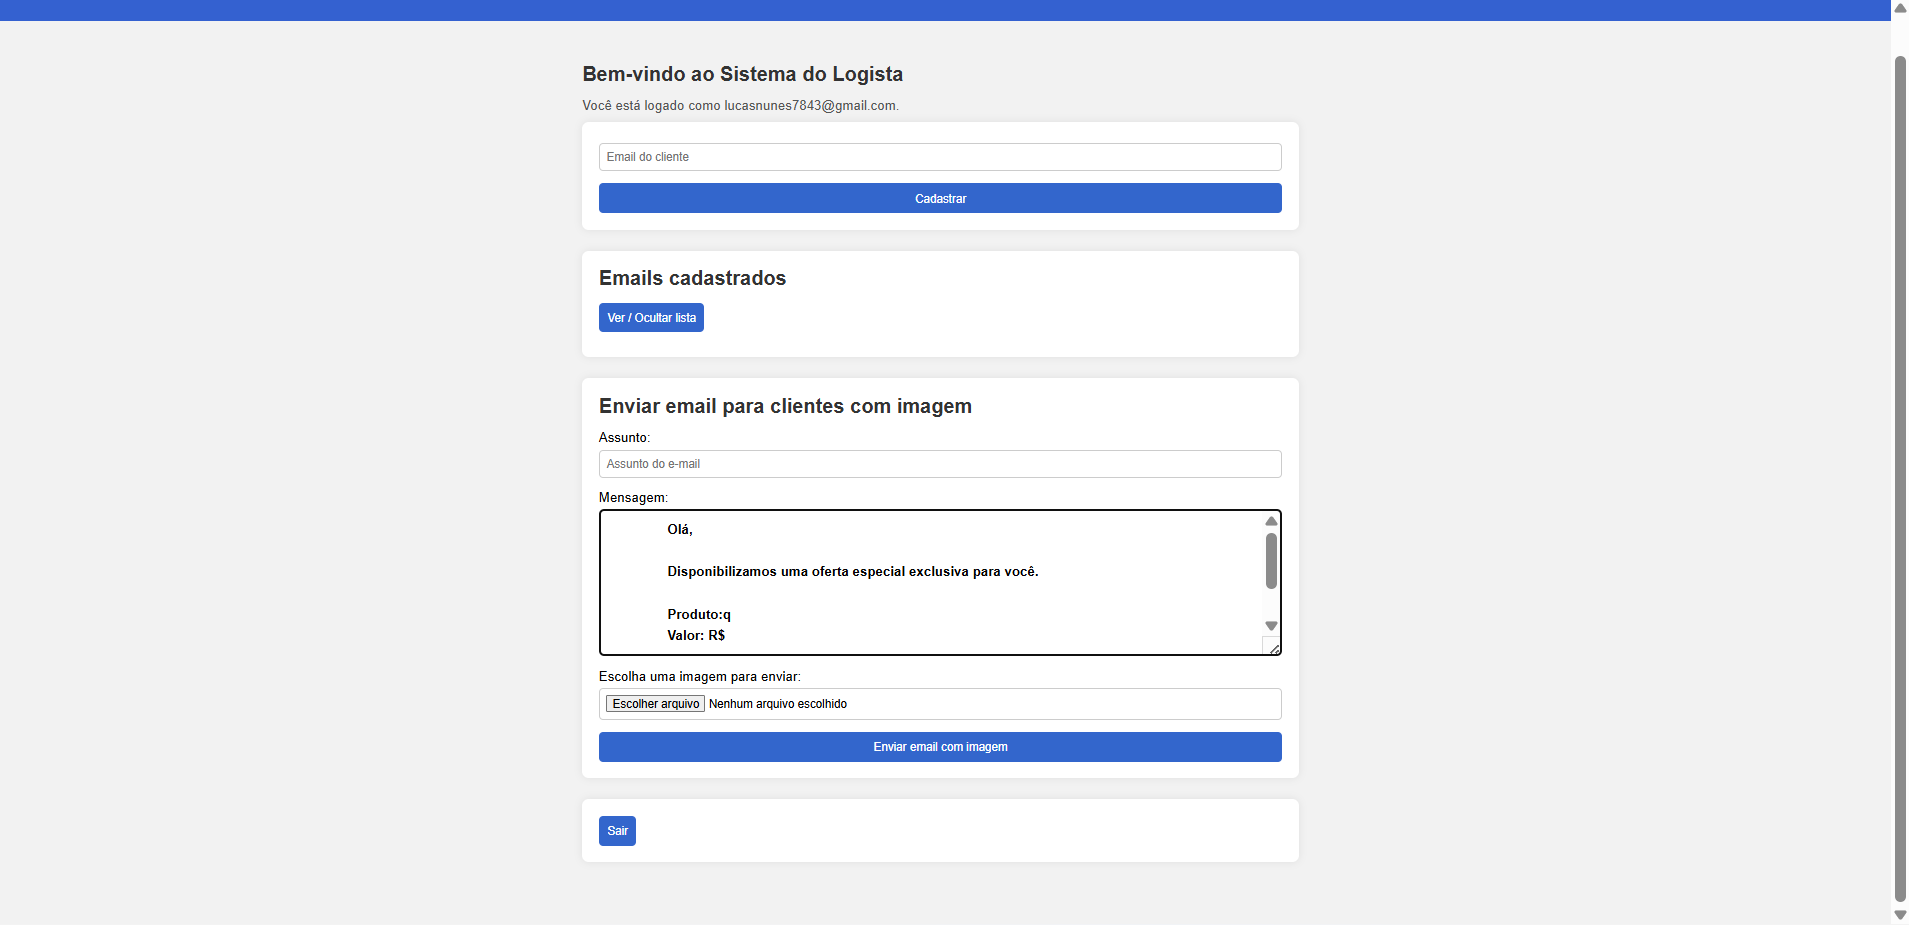 Bem-vindo ao Sistema do Logista
Você está logado como lucasnunes7843@gmail.com.
Email do cliente
Cadastrar
Emails cadastrados
Ver / Ocultar lista
Enviar email para clientes com imagem
Assunto:
Assunto do e-mail
Mensagem:
Olá,
Disponibilizamos uma oferta especial exclusiva para você.
Produto:q
Valor: R$
Escolha uma imagem para enviar:
Escolher arquivo Nenhum arquivo escolhido
Enviar email com imagem
Sair